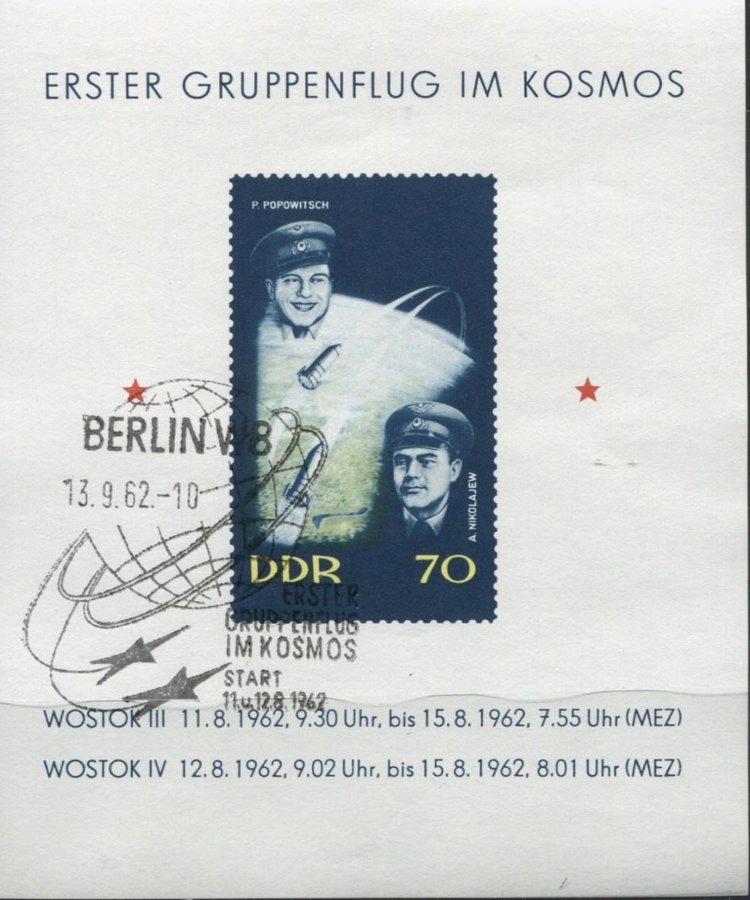 ERSTER GRUPPENFLUG IM KOSMOS
P. POPOWITSCH
BERLIN W8
13.9.62.-10
A. NIKOLAJEW
DDR 70
ERSTER
GRUPPENFLUG
IM KOSMOS
START
11.u.12.8.1962
WOSTOK III 11.8.1962, 9.30 Uhr, bis 15.8.1962, 7.55 Uhr (MEZ)
WOSTOK IV 12.8.1962, 9.02 Uhr, bis 15.8.1962, 8.01 Uhr (MEZ)